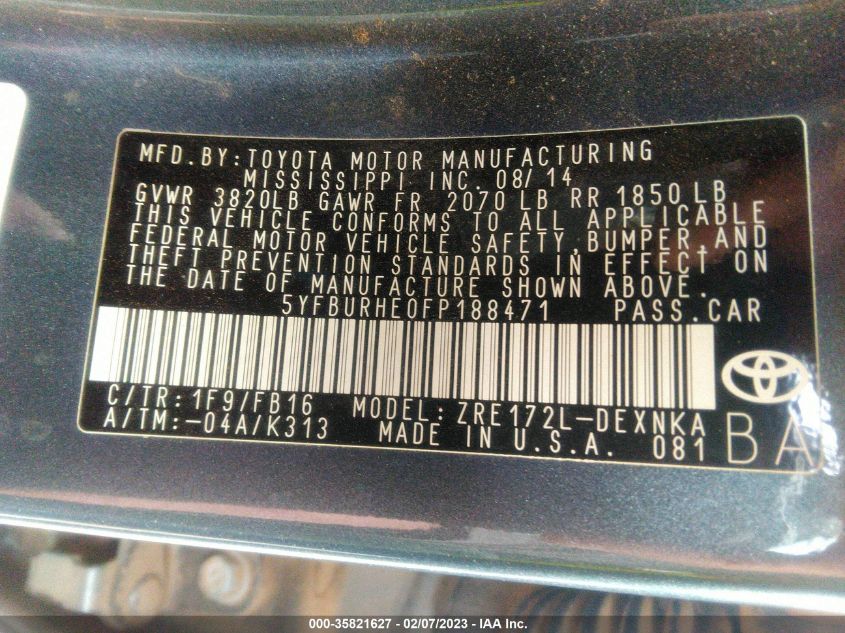 MFD.BY:TOYOTA MOTOR MANUFACTURING
MISSISSIPPI INC. 08/14
GVWR 3820LB GAWR FR 2070LB RR 1850LB
THIS VEHICLE CONFORMS TO ALL APPLICABLE
FEDERAL MOTOR VEHICLE SAFETY,BUMPER,AND
THEFT PREVENTION STANDARDS IN EFFECT ON
THE DATE OF MANUFACTURE SHOWN ABOVE.
5YFBURHE0FP188471 PASS.CAR
C/TR:1F9/FB16 MODEL:ZRE172L-DEXNKA
A/TM:-04A/K313 MADE IN U.S.A. 081 BA
000-35821627 - 02/07/2023 - IAA Inc.